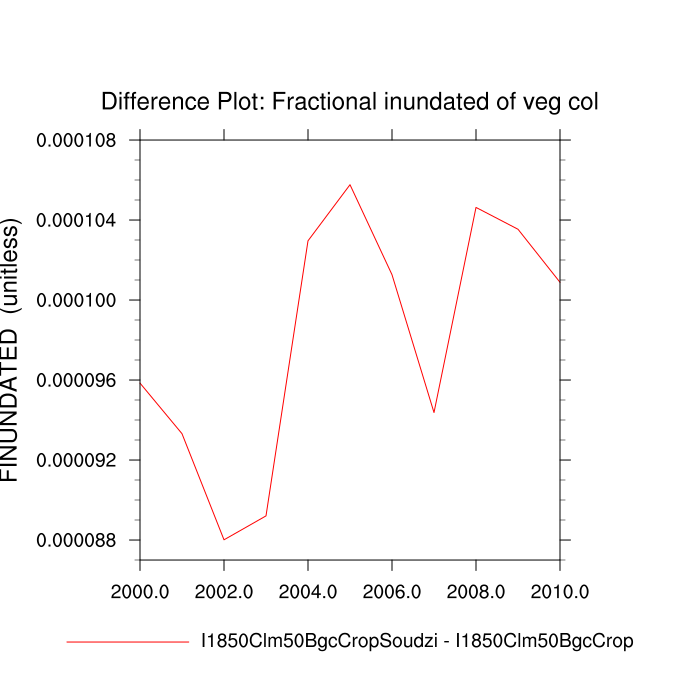 Difference Plot: Fractional inundated of veg col
FINUNDATED (unitless)
0.000108
0.000104
0.000100
0.000096
0.000092
0.000088
2000.0 2002.0 2004.0 2006.0 2008.0 2010.0
I1850Clm50BgcCropSoudzi - I1850Clm50BgcCrop